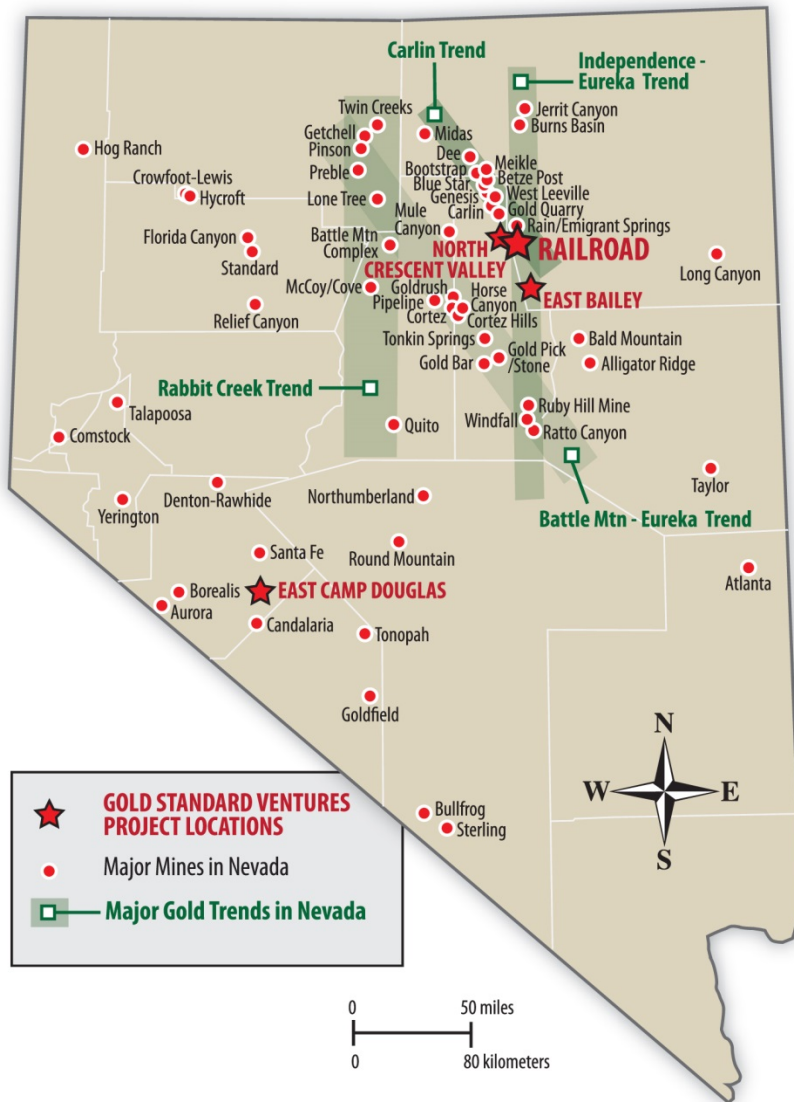 Carlin Trend
Independence -
Eureka Trend
Twin Creeks
Getchell
Pinson
Preble
Lone Tree
Midas
Jerrit Canyon
Burns Basin
Hog Ranch
Dee
Bootstrap
Blue Star
Genesis
Carlin
Meikle
Betze Post
West Leeville
Gold Quarry
Rain/Emigrant Springs
Crowfoot-Lewis
Hycroft
Florida Canyon
Standard
Relief Canyon
Battle Mtn
Complex
McCoy/Cove
Mule
Canyon
NORTH
CRESCENT VALLEY
RAILROAD
EAST BAILEY
Long Canyon
Goldrush
Pipeline
Cortez
Horse
Canyon
Cortez Hills
Tonkin Springs
Gold Bar
Gold Pick
/Stone
Bald Mountain
Alligator Ridge
Rabbit Creek Trend
Talapoosa
Comstock
Quito
Ruby Hill Mine
Windfall
Ratto Canyon
Yerington
Denton-Rawhide
Northumberland
Battle Mtn - Eureka Trend
Taylor
Santa Fe
Round Mountain
Atlanta
Borealis
Aurora
EAST CAMP DOUGLAS
Candalaria
Tonopah
Goldfield
Bullfrog
Sterling
N
W
E
S
GOLD STANDARD VENTURES
PROJECT LOCATIONS
Major Mines in Nevada
Major Gold Trends in Nevada
0 50 miles
0 80 kilometers